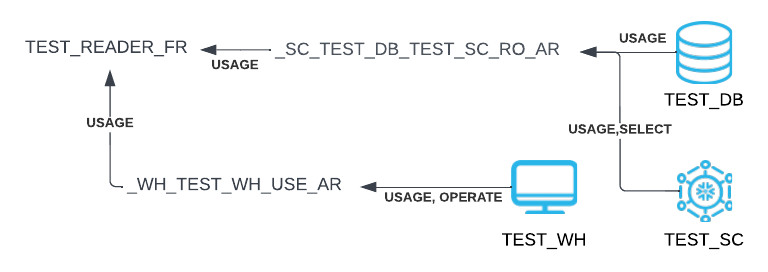 USAGE
TEST_READER_FR
_SC_TEST_DB_TEST_SC_RO_AR
USAGE
TEST_DB
USAGE
USAGE,SELECT
_WH_TEST_WH_USE_AR
USAGE, OPERATE
TEST_WH
TEST_SC